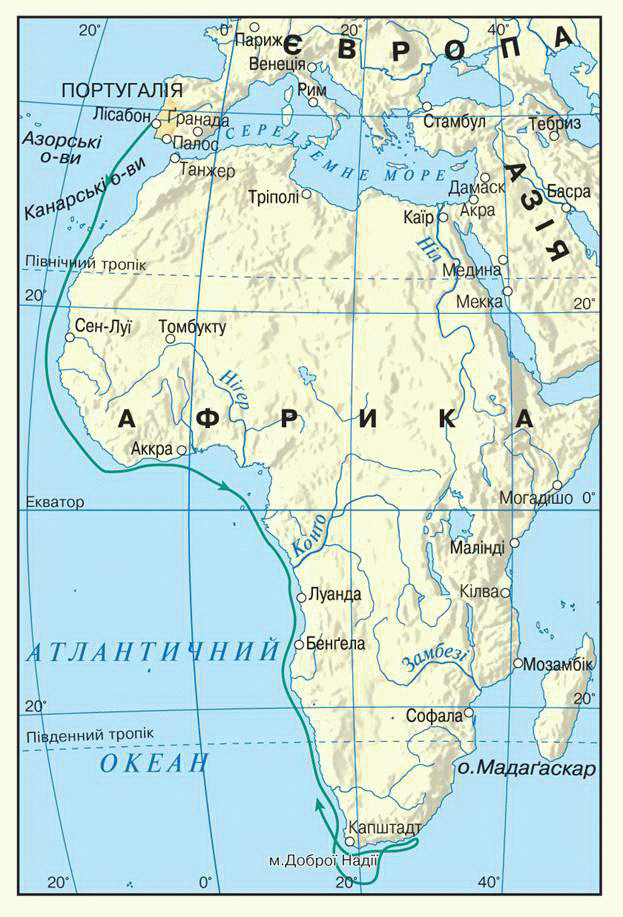 20°
0°
20°
40°
Париж
ЄВРОПА
Венеція
ПОРТУГАЛІЯ
Рим
Лісабон
Ґранада
Стамбул
Тебриз
Азорські
о-ви
Палос
СЕРЕДЗЕМНЕ МОРЕ
Танжер
Канарські о-ви
Тріполі
Дамаск
Акра
АЗІЯ
Басра
Каїр
Ніл
Північний тропік
Медина
Мекка
20°
20°
Сен-Луї
Томбукту
Нігер
АФРИКА
Аккра
Екватор
Могадішо
0°
Конго
Малінді
Луанда
Кілва
Бенґела
АТЛАНТИЧНИЙ
Замбезі
Мозамбік
20°
20°
Софала
Південний тропік
ОКЕАН
о.Мадаґаскар
Капштадт
м.Доброї Надії
20°
0°
20°
40°